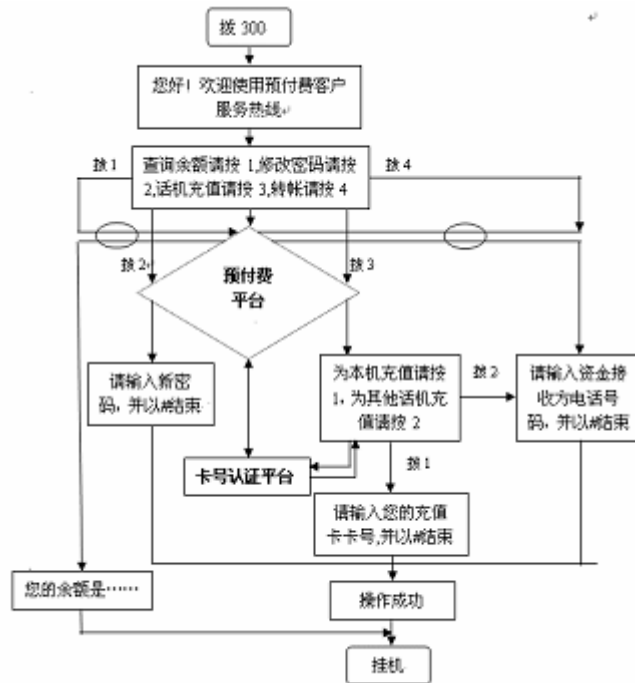 拨300
您好！欢迎使用预付费客户
服务热线
拨1
查询余额请按 1,修改密码请按
2,话机充值请按 3,转帐请按 4
拨4
拨2
预付费
平台
拨3
请输入新密
码，并以#结束
为本机充值请按
1，为其他话机充
值请按 2
拨2
请输入资金接
收方电话号
码，并以#结束
卡号认证平台
拨1
请输入您的充值
卡卡号,并以#结束
您的余额是……
操作成功
挂机